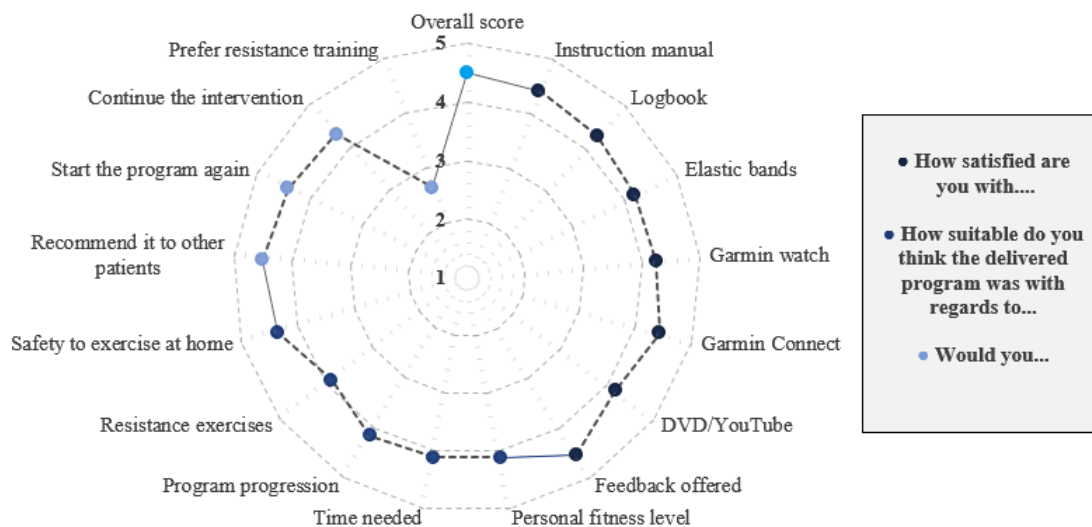 Overall score
5
Prefer resistance training
Instruction manual
Continue the intervention
Logbook
4
Start the program again
Elastic bands
3
Recommend it to other
patients
2
Garmin watch
1
Safety to exercise at home
Garmin Connect
Resistance exercises
DVD/YouTube
Program progression
Feedback offered
Time needed
Personal fitness level
How satisfied are
you with....
How suitable do you
think the delivered
program was with
regards to...
Would you...